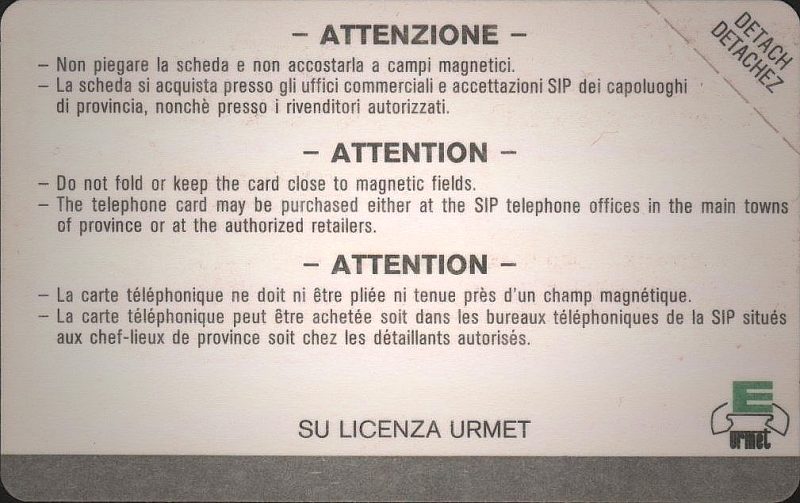 – ATTENZIONE –
DETACH
DETACHEZ
– Non piegare la scheda e non accostarla a campi magnetici.
– La scheda si acquista presso gli uffici commerciali e accettazioni SIP dei capoluoghi
di provincia, nonchè presso i rivenditori autorizzati.
– ATTENTION –
– Do not fold or keep the card close to magnetic fields.
– The telephone card may be purchased either at the SIP telephone offices in the main towns
of province or at the authorized retailers.
– ATTENTION –
– La carte téléphonique ne doit ni être pliée ni tenue près d'un champ magnétique.
– La carte téléphonique peut être achetée soit dans les bureaux téléphoniques de la SIP situés
aux chef-lieux de province soit chez les détaillants autorisés.
SU LICENZA URMET
E
urmet